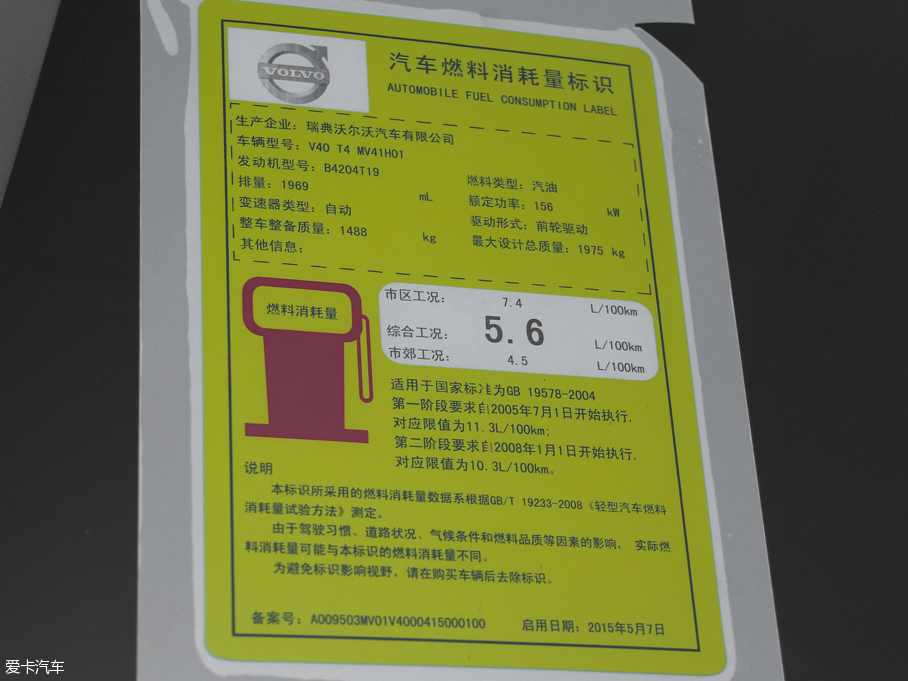 VOLVO
汽车燃料消耗量标识
AUTOMOBILE FUEL CONSUMPTION LABEL
生产企业：瑞典沃尔沃汽车有限公司
车辆型号：V40 T4 MV41H01
发动机型号：B4204T19
燃料类型：汽油
排量：1969 mL
额定功率：156 kW
变速器类型：自动
驱动形式：前轮驱动
整车整备质量：1488 kg
最大设计总质量：1975 kg
其他信息：
燃料消耗量
市区工况： 7.4 L/100km
综合工况： 5.6 L/100km
市郊工况： 4.5 L/100km
适用于国家标准为GB 19578-2004
第一阶段要求自2005年7月1日开始执行，
对应限值为11.3L/100km；
第二阶段要求自2008年1月1日开始执行，
对应限值为10.3L/100km。
说明
本标识所采用的燃料消耗量数据系根据GB/T 19233-2008《轻型汽车燃料
消耗量试验方法》测定。
由于驾驶习惯、道路状况、气候条件和燃料品质等因素的影响， 实际燃
料消耗量可能与本标识的燃料消耗量不同。
为避免标识影响视野，请在购买车辆后去除标识。
备案号：A009503MV01V4000415000100 启用日期：2015年5月7日
爱卡汽车